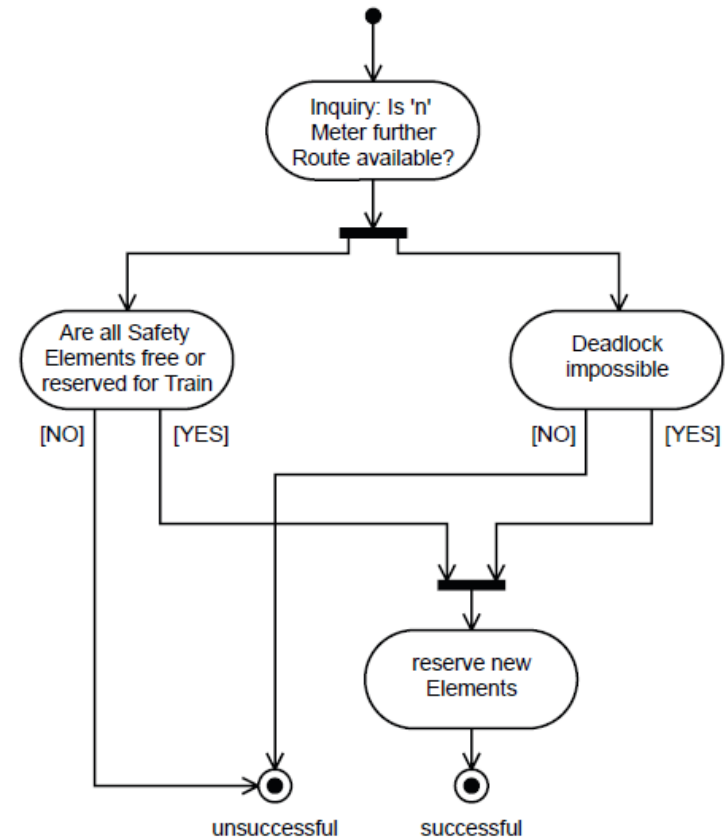 Inquiry: Is 'n'
Meter further
Route available?
Are all Safety
Elements free or
reserved for Train
Deadlock
impossible
[NO]
[YES]
[NO]
[YES]
reserve new
Elements
unsuccessful
successful